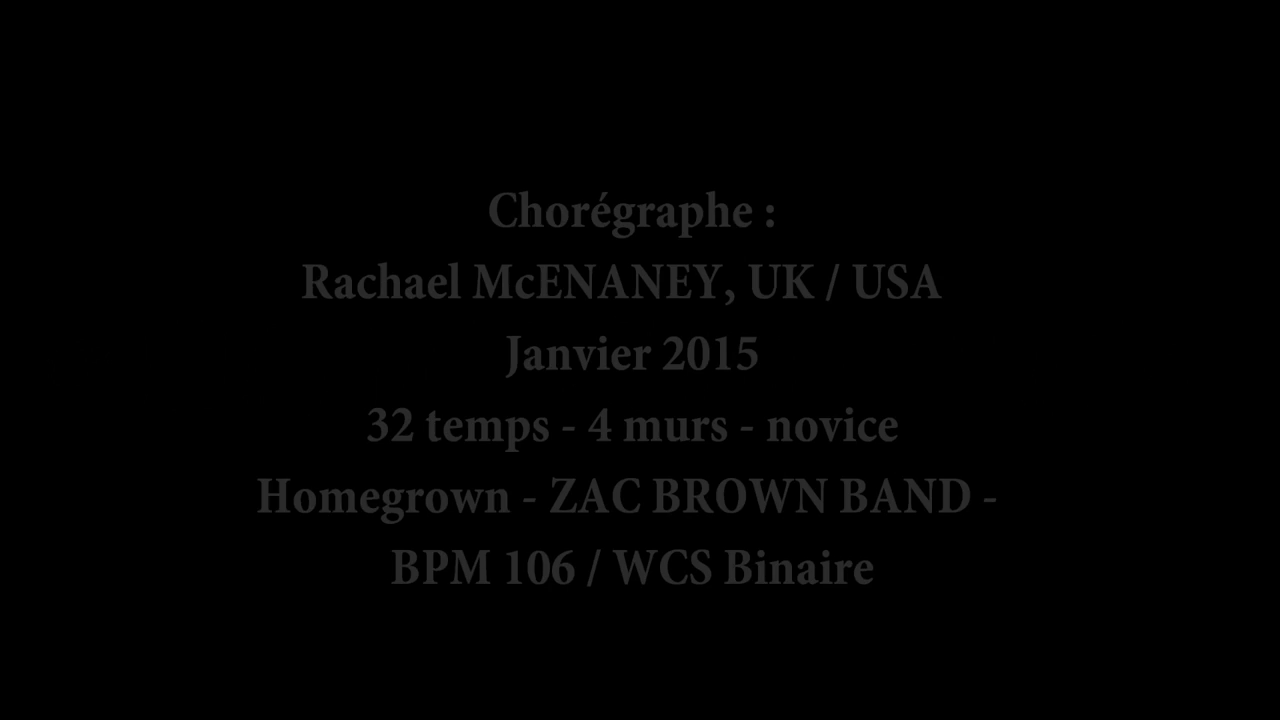 Chorégraphe :
Rachael McENANEY, UK / USA
Janvier 2015
32 temps - 4 murs - novice
Homegrown - ZAC BROWN BAND -
BPM 106 / WCS Binaire